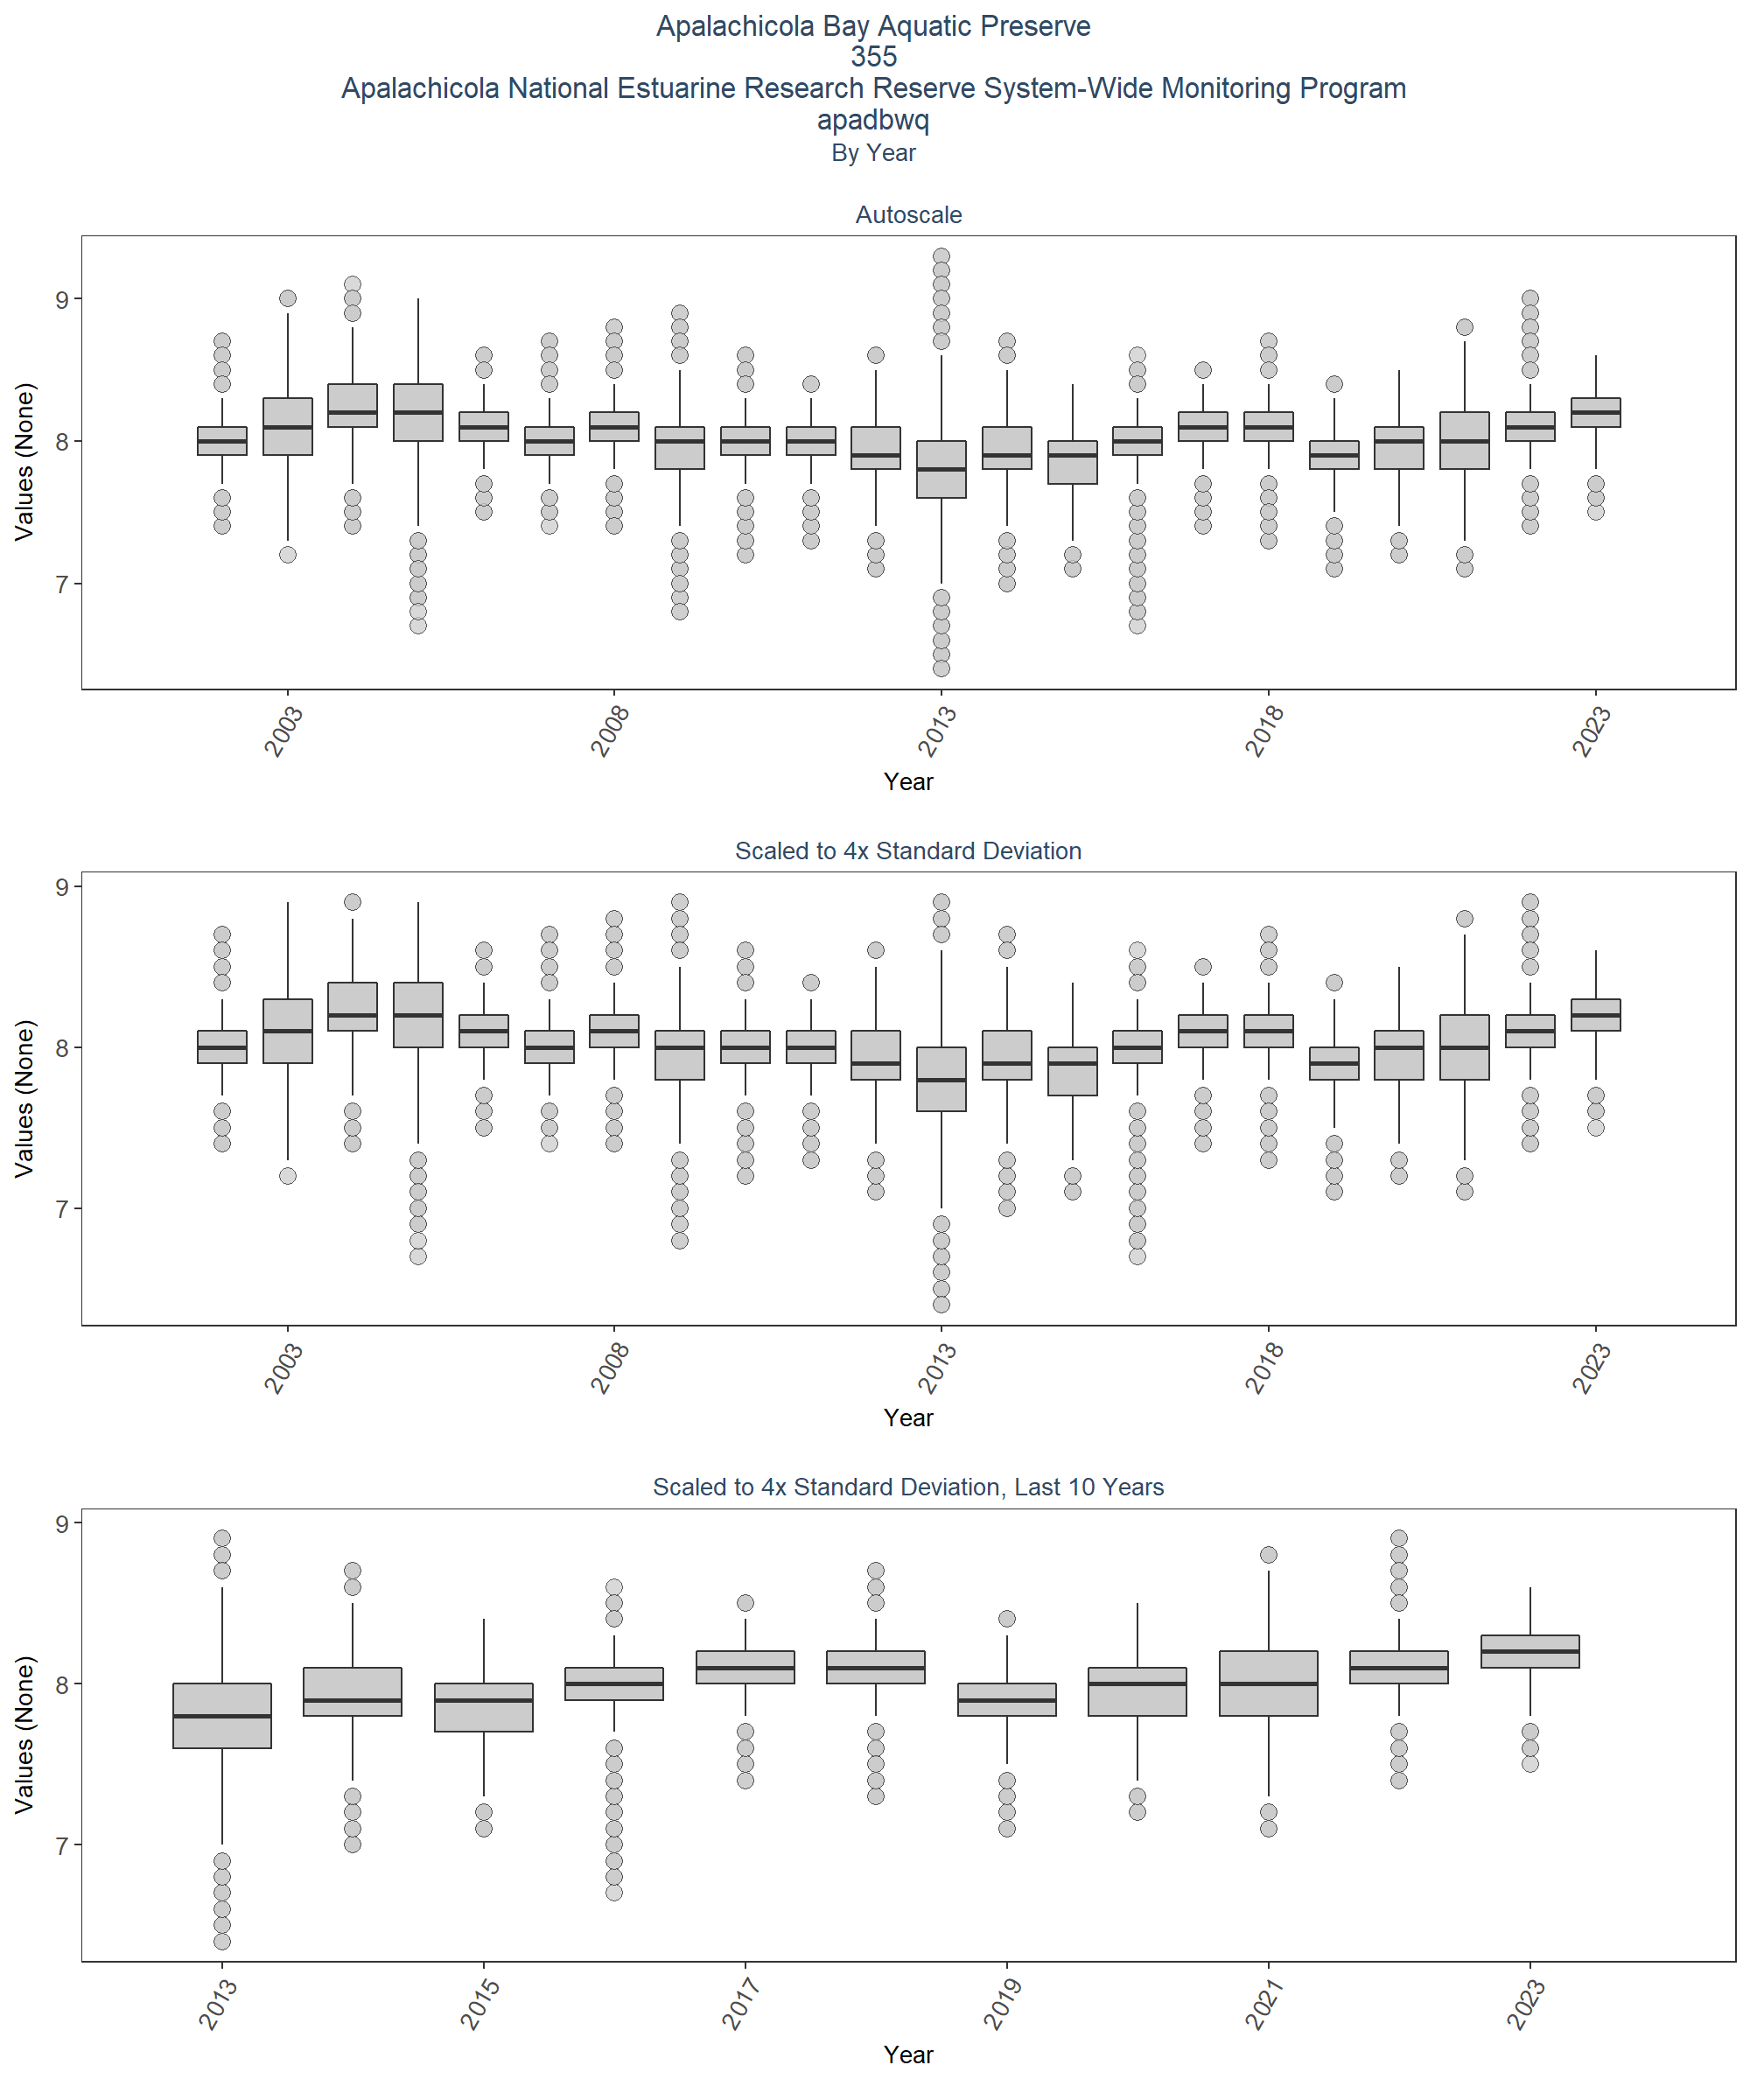 Apalachicola Bay Aquatic Preserve
355
Apalachicola National Estuarine Research Reserve System-Wide Monitoring Program
apadbwq
By Year
Autoscale
Values (None)
9
8
7
2003 2008 2013 2018 2023
Year
Scaled to 4x Standard Deviation
Values (None)
9
8
7
2003 2008 2013 2018 2023
Year
Scaled to 4x Standard Deviation, Last 10 Years
Values (None)
9
8
7
2013 2015 2017 2019 2021 2023
Year